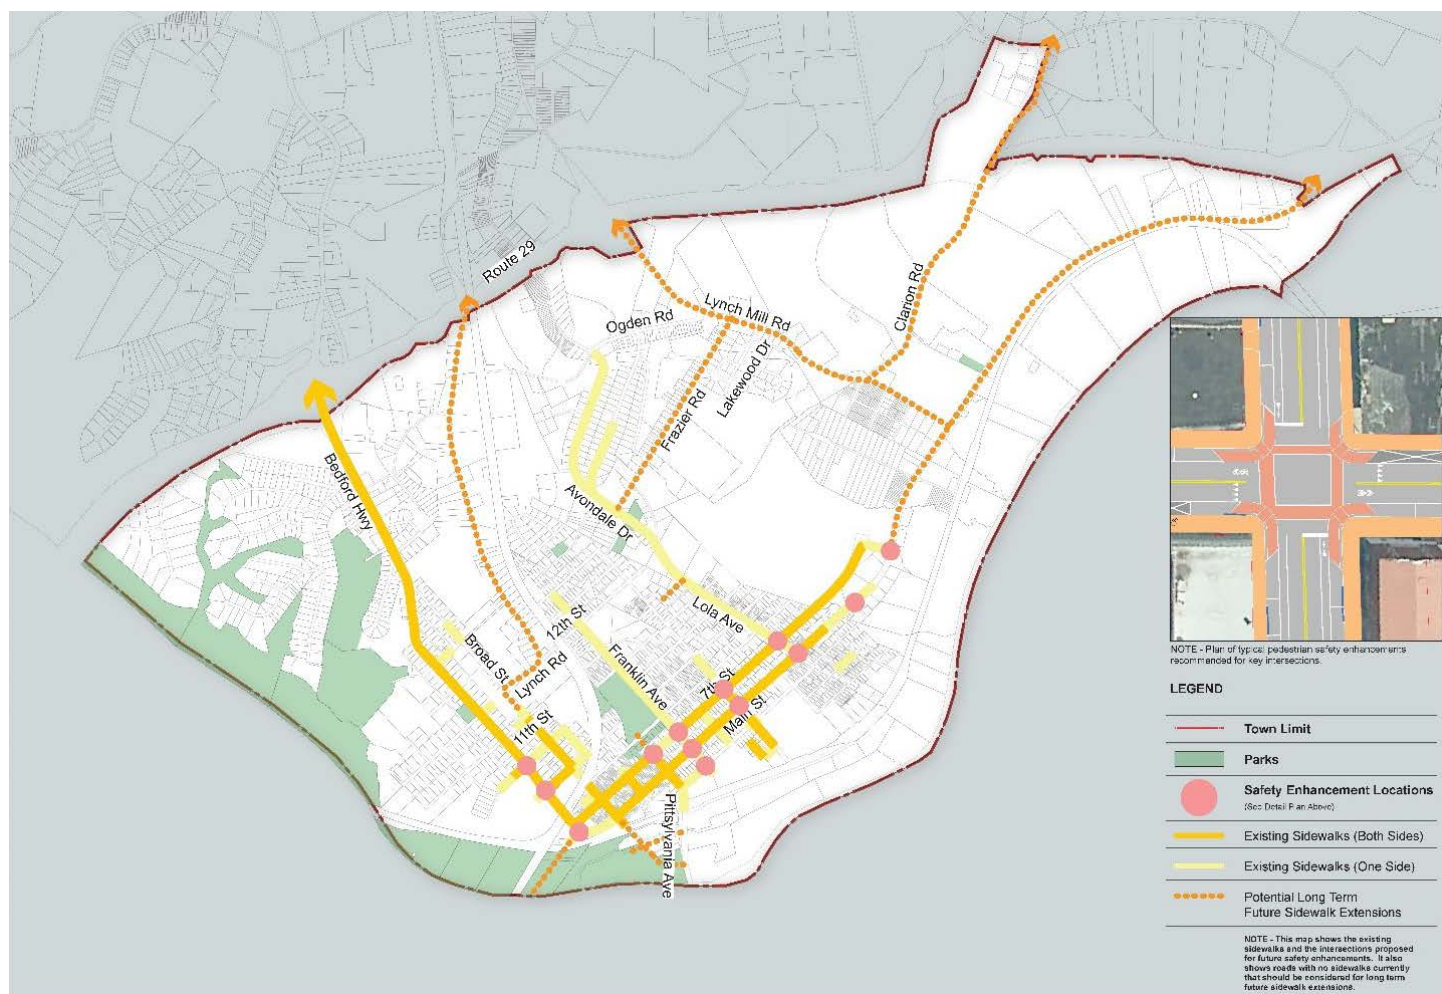 Route 29
Ogden Rd
Lynch Mill Rd
Clarion Rd
Lakewood Dr
Frazier Rd
Bedford Hwy
Avondale Dr
Lola Ave
12th St
Franklin Ave
Broad St
Lynch Rd
7th St
Main St
11th St
Pittsylvania Ave
NOTE - Plan of typical pedestrian safety enhancements
recommended for key intersections.
LEGEND
Town Limit
Parks
Safety Enhancement Locations
(See Detail Plan Above)
Existing Sidewalks (Both Sides)
Existing Sidewalks (One Side)
Potential Long Term
Future Sidewalk Extensions
NOTE - This map shows the existing
sidewalks and the intersections proposed
for future safety enhancements. It also
shows roads with no sidewalks currently
that should be considered for long term
future sidewalk extensions.